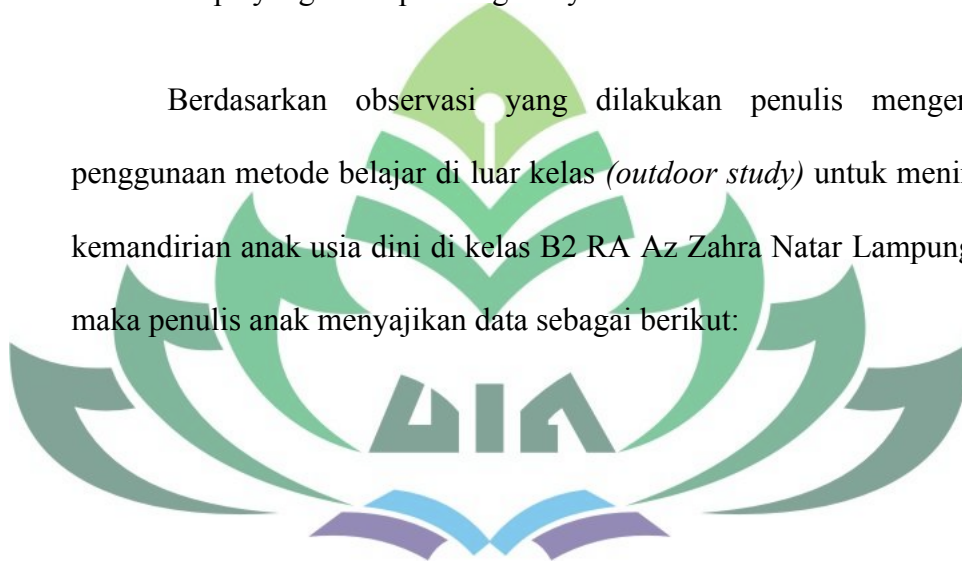 Berdasarkan observasi yang dilakukan penulis
penggunaan metode belajar di luar kelas (outdoor study) untuk
kemandirian anak usia dini di kelas B2 RA Az Zahra Natar Lampung
maka penulis anak menyajikan data sebagai berikut:
UIN